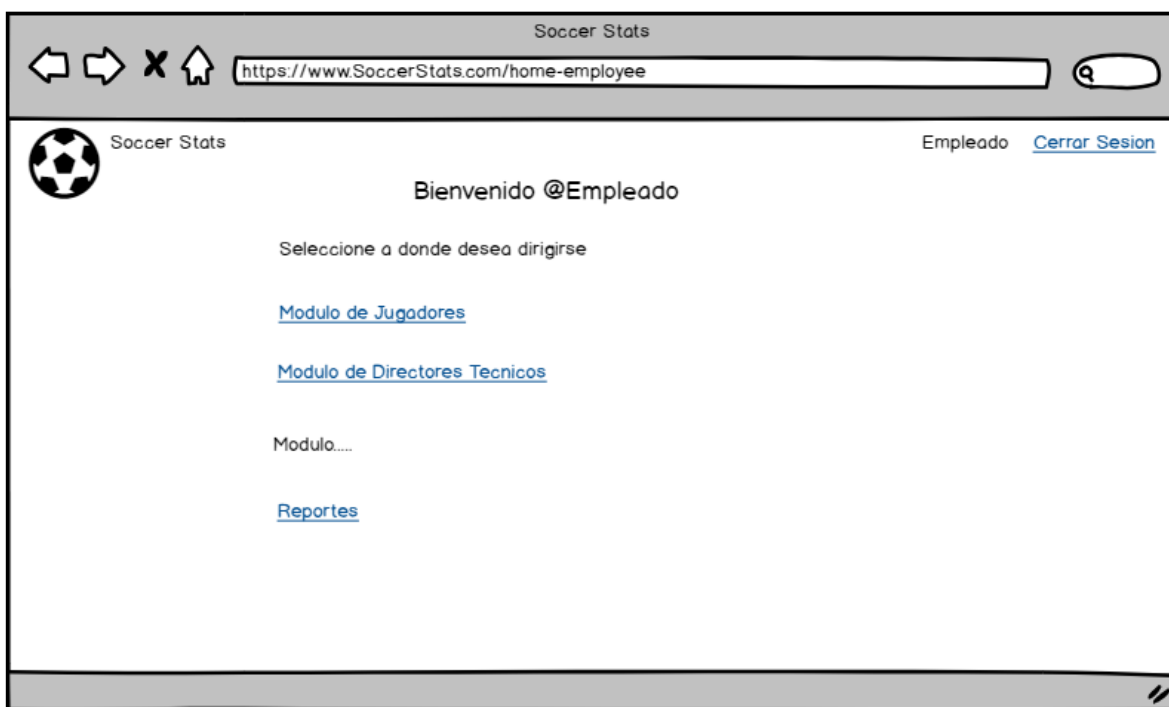 Soccer Stats
https://www.SoccerStats.com/home-employee
Soccer Stats
Empleado
Cerrar Sesion
Bienvenido @Empleado
Seleccione a donde desea dirigirse
Modulo de Jugadores
Modulo de Directores Tecnicos
Modulo.....
Reportes